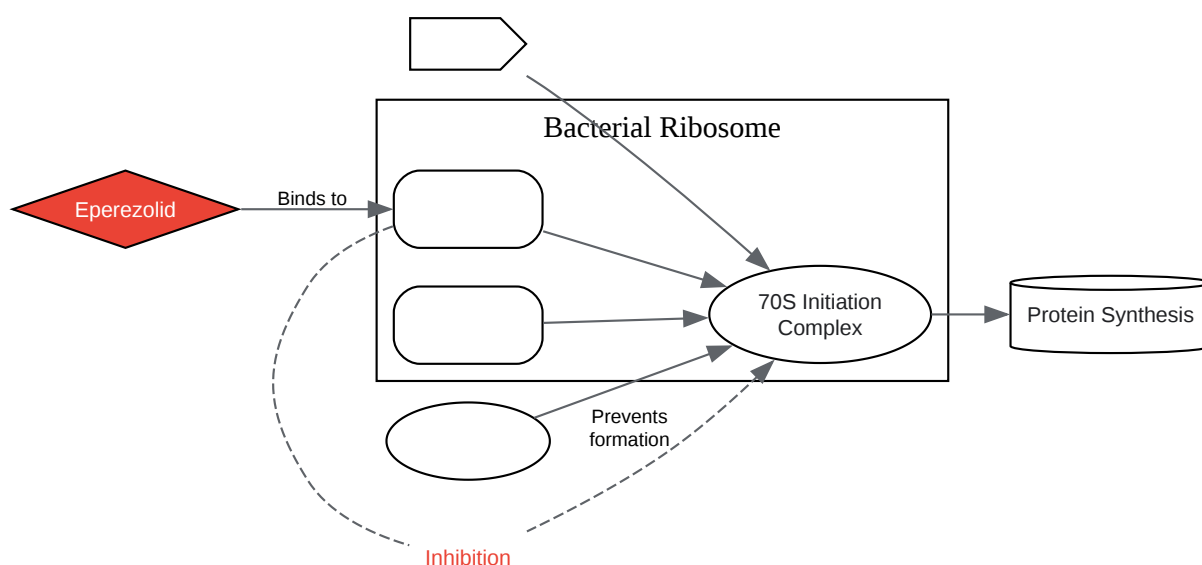 Bacterial Ribosome
Eperezolid
Binds to
70S Initiation
Complex
Protein Synthesis
Prevents
formation
Inhibition